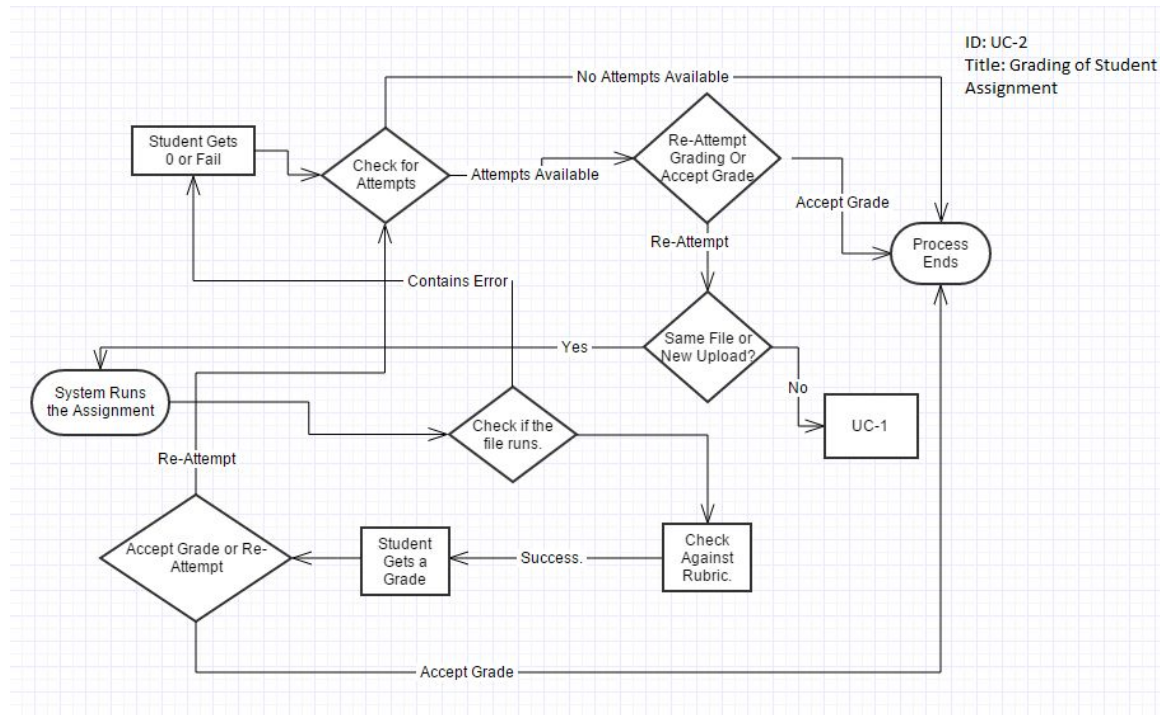 ID: UC-2
Title: Grading of Student
Assignment
No Attempts Available
Student Gets
0 or Fail
Check for
Attempts
Attempts Available
Re-Attempt
Grading Or
Accept Grade
Accept Grade
Re-Attempt
Process
Ends
Contains Error
Same File or
New Upload?
Yes
No
System Runs
the Assignment
Check if the
file runs.
UC-1
Re-Attempt
Accept Grade or Re-
Attempt
Student
Gets a
Grade
Success.
Check
Against
Rubric.
Accept Grade